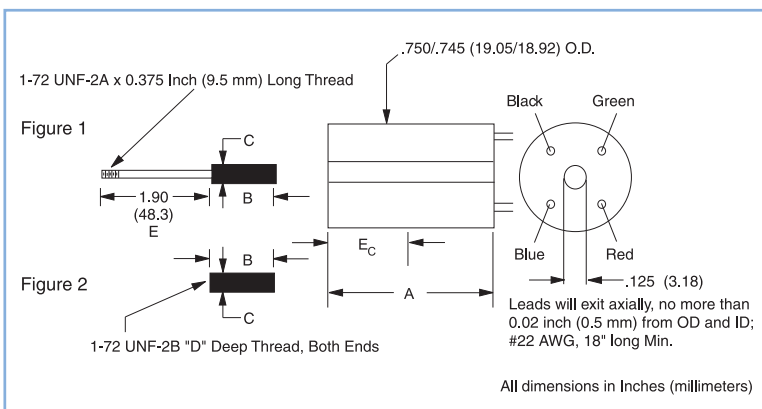 .750/.745 (19.05/18.92) O.D.
1-72 UNF-2A x 0.375 Inch (9.5 mm) Long Thread
Black
Green
Figure 1
C
1.90
(48.3)
E
B
B
Blue
Red
EC
Figure 2
C
A
.125 (3.18)
Leads will exit axially, no more than
0.02 inch (0.5 mm) from OD and ID;
#22 AWG, 18" long Min.
1-72 UNF-2B "D" Deep Thread, Both Ends
All dimensions in Inches (millimeters)